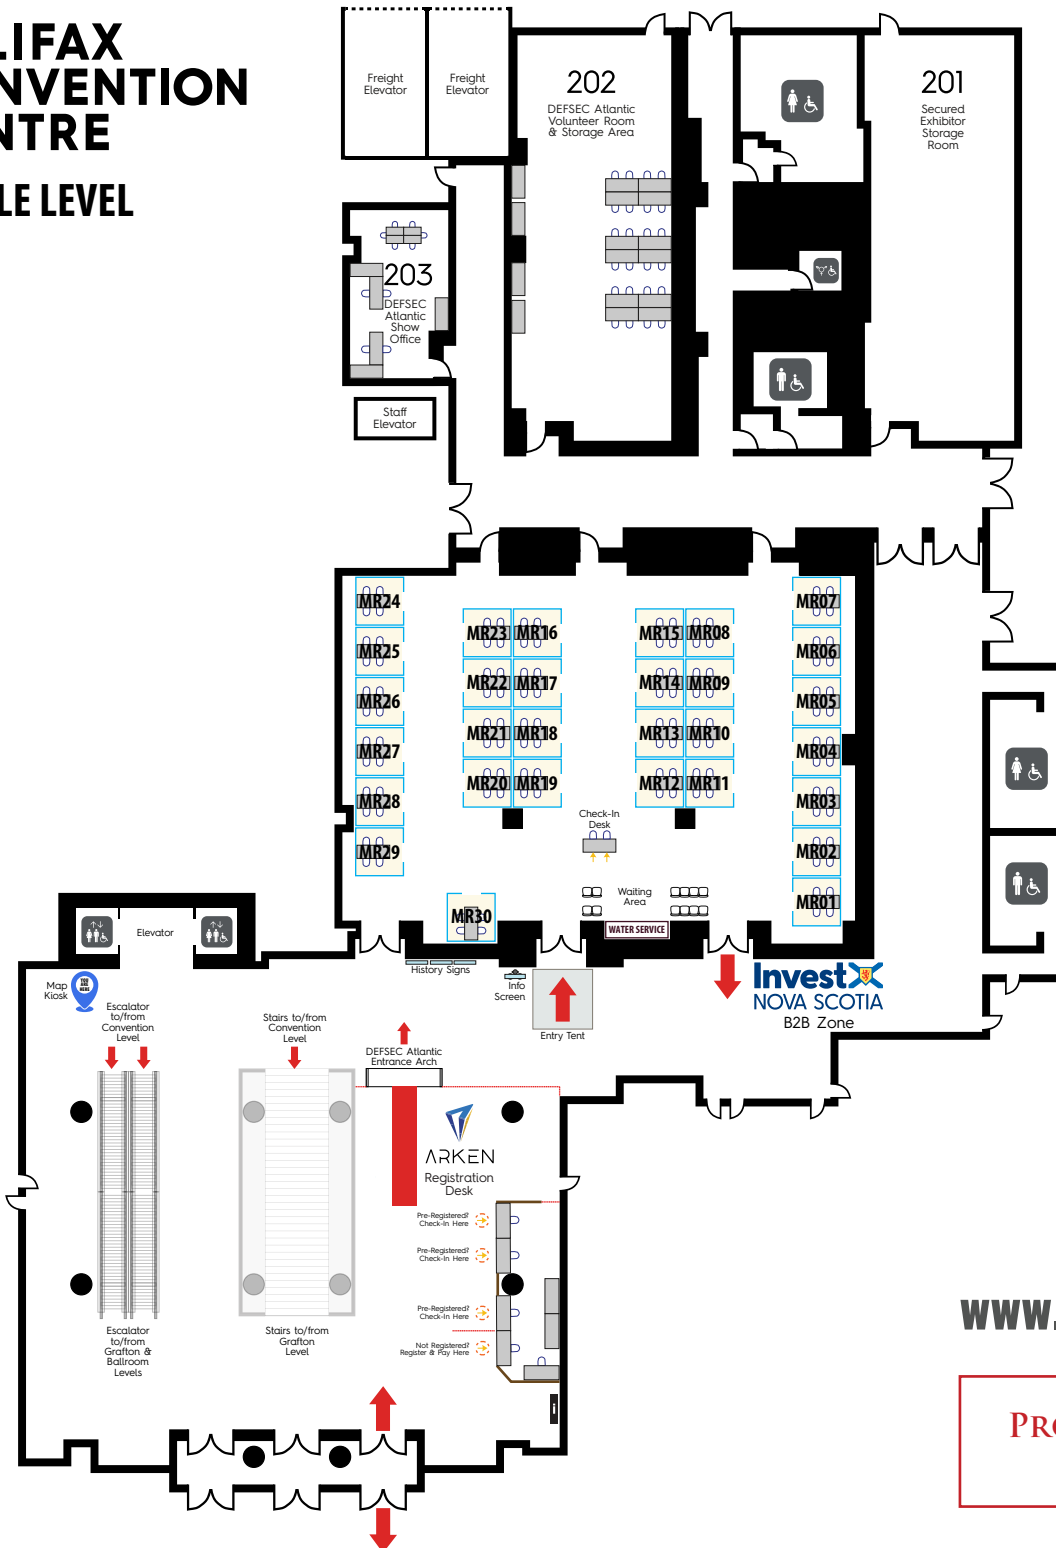 LIFAX
NVENTION
NTRE
LE LEVEL
Freight
Elevator
Freight
Elevator
202
DEFSEC Atlantic
Volunteer Room
& Storage Area
201
Secured
Exhibitor
Storage
Room
203
DEFSEC
Atlantic
Show
Office
Staff
Elevator
MR24
MR25
MR26
MR27
MR28
MR29
MR30
MR23
MR16
MR22
MR17
MR21
MR18
MR20
MR19
MR15
MR08
MR14
MR09
MR13
MR10
MR12
MR11
MR07
MR06
MR05
MR04
MR03
MR02
MR01
Check-In
Desk
Waiting
Area
WATER SERVICE
Elevator
Map
Kiosk
YOU
ARE
HERE
History Signs
Info
Screen
Entry Tent
Invest
NOVA SCOTIA
B2B Zone
Escalator
to/from
Convention
Level
Stairs to/from
Convention
Level
DEFSEC Atlantic
Entrance Arch
ARKEN
Registration
Desk
Pre-Registered?
Check-In Here
Pre-Registered?
Check-In Here
Pre-Registered?
Check-In Here
Not Registered?
Register & Pay Here
Escalator
to/from
Grafton &
Ballroom
Levels
Stairs to/from
Grafton
Level
i
WWW.
PRO